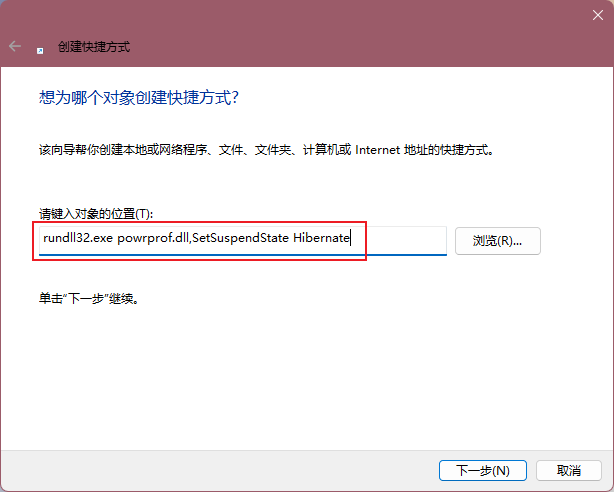 创建快捷方式
想为哪个对象创建快捷方式?
该向导帮你创建本地或网络程序、文件、文件夹、计算机或 Internet 地址的快捷方式。
请键入对象的位置(T):
rundll32.exe powrprof.dll,SetSuspendState Hibernate
浏览(R)...
单击"下一步"继续。
下一步(N)
取消